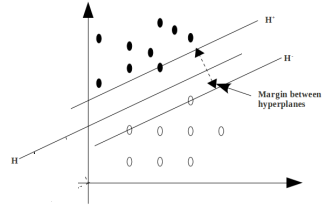 H+
H-
Margin between
hyperplanes
H